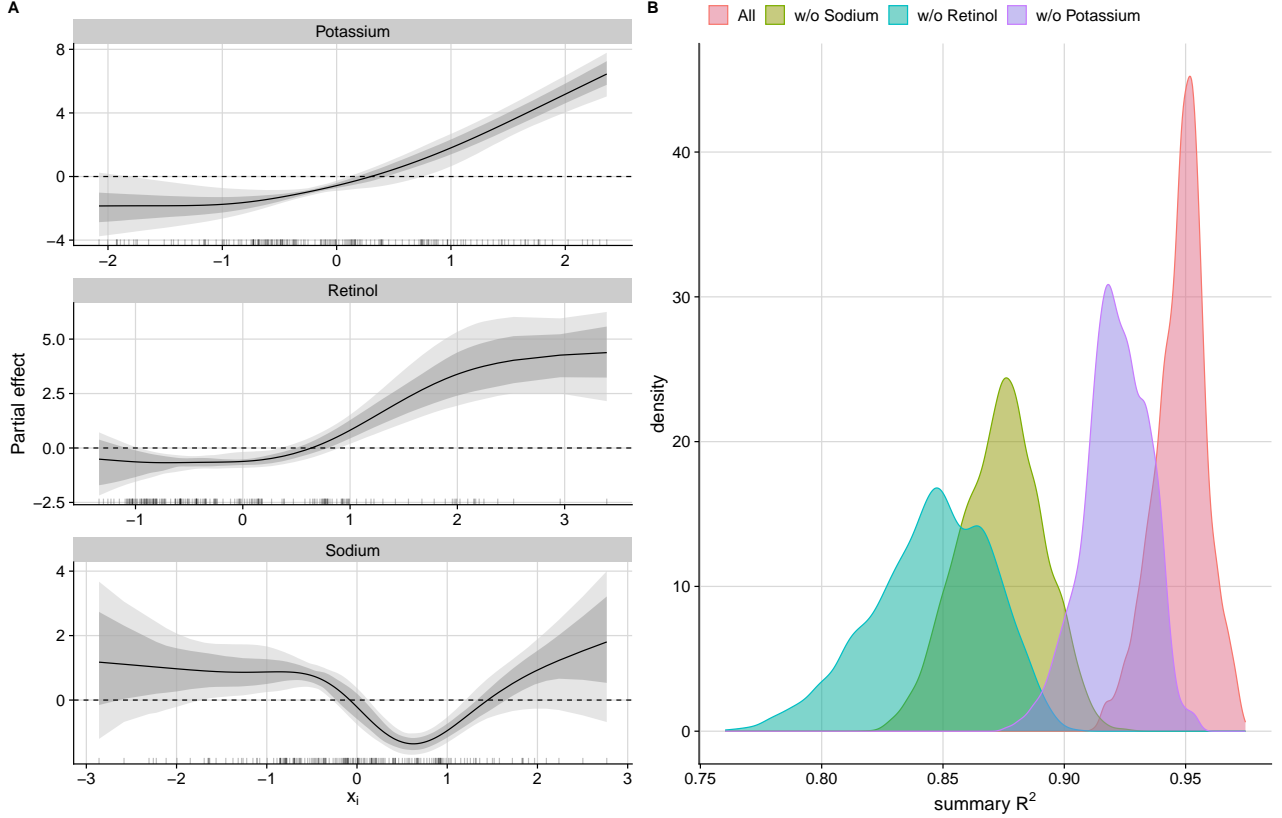 A
Potassium
8
4
0
−4
−2
−1
0
1
2
Retinol
5.0
2.5
0.0
−2.5
−1
0
1
2
3
Sodium
4
2
0
−3
−2
−1
0
1
2
3
Partial effect
xᵢ
B
All
w/o Sodium
w/o Retinol
w/o Potassium
40
30
20
10
0
0.75
0.80
0.85
0.90
0.95
density
summary R²